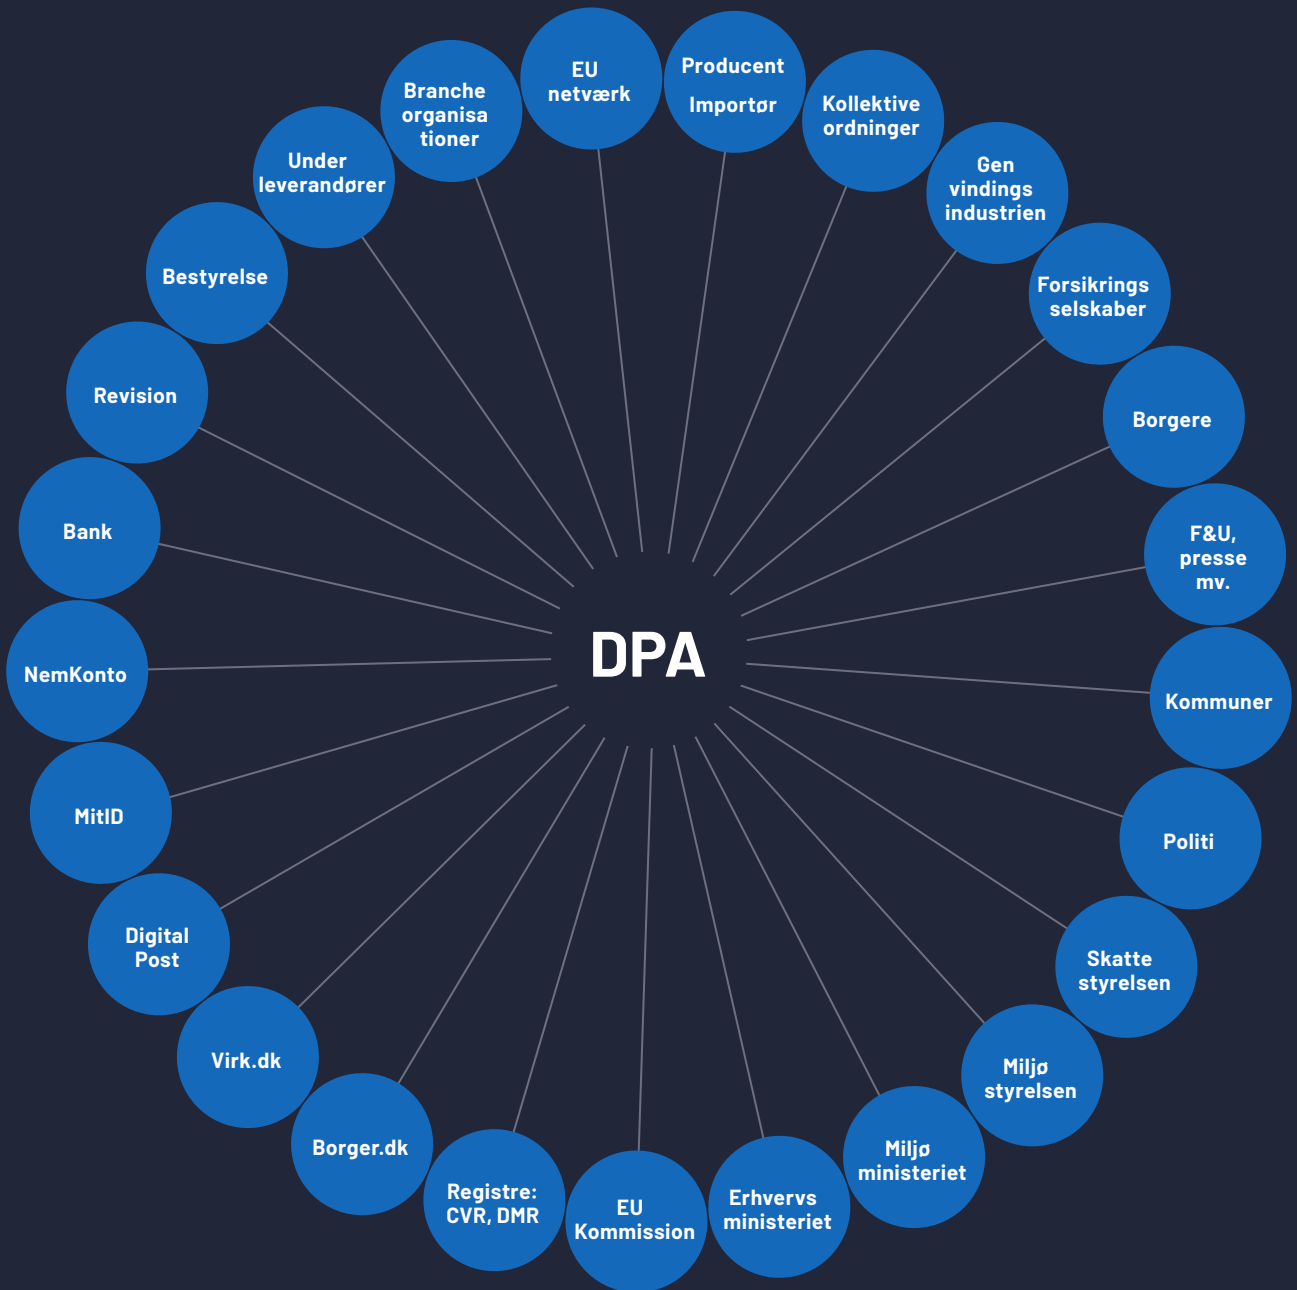 EU
netværk
Producent
Importør
Kollektive
ordninger
Gen
vindings
industrien
Forsikrings
selskaber
Borgere
F&U,
presse
mv.
Kommuner
Politi
Skatte
styrelsen
Miljø
styrelsen
Miljø
ministeriet
Erhvervs
ministeriet
EU
Kommission
Registre:
CVR, DMR
Borger.dk
Virk.dk
Digital
Post
MitID
NemKonto
Bank
Revision
Bestyrelse
Under
leverandører
Branche
organisa
tioner
DPA